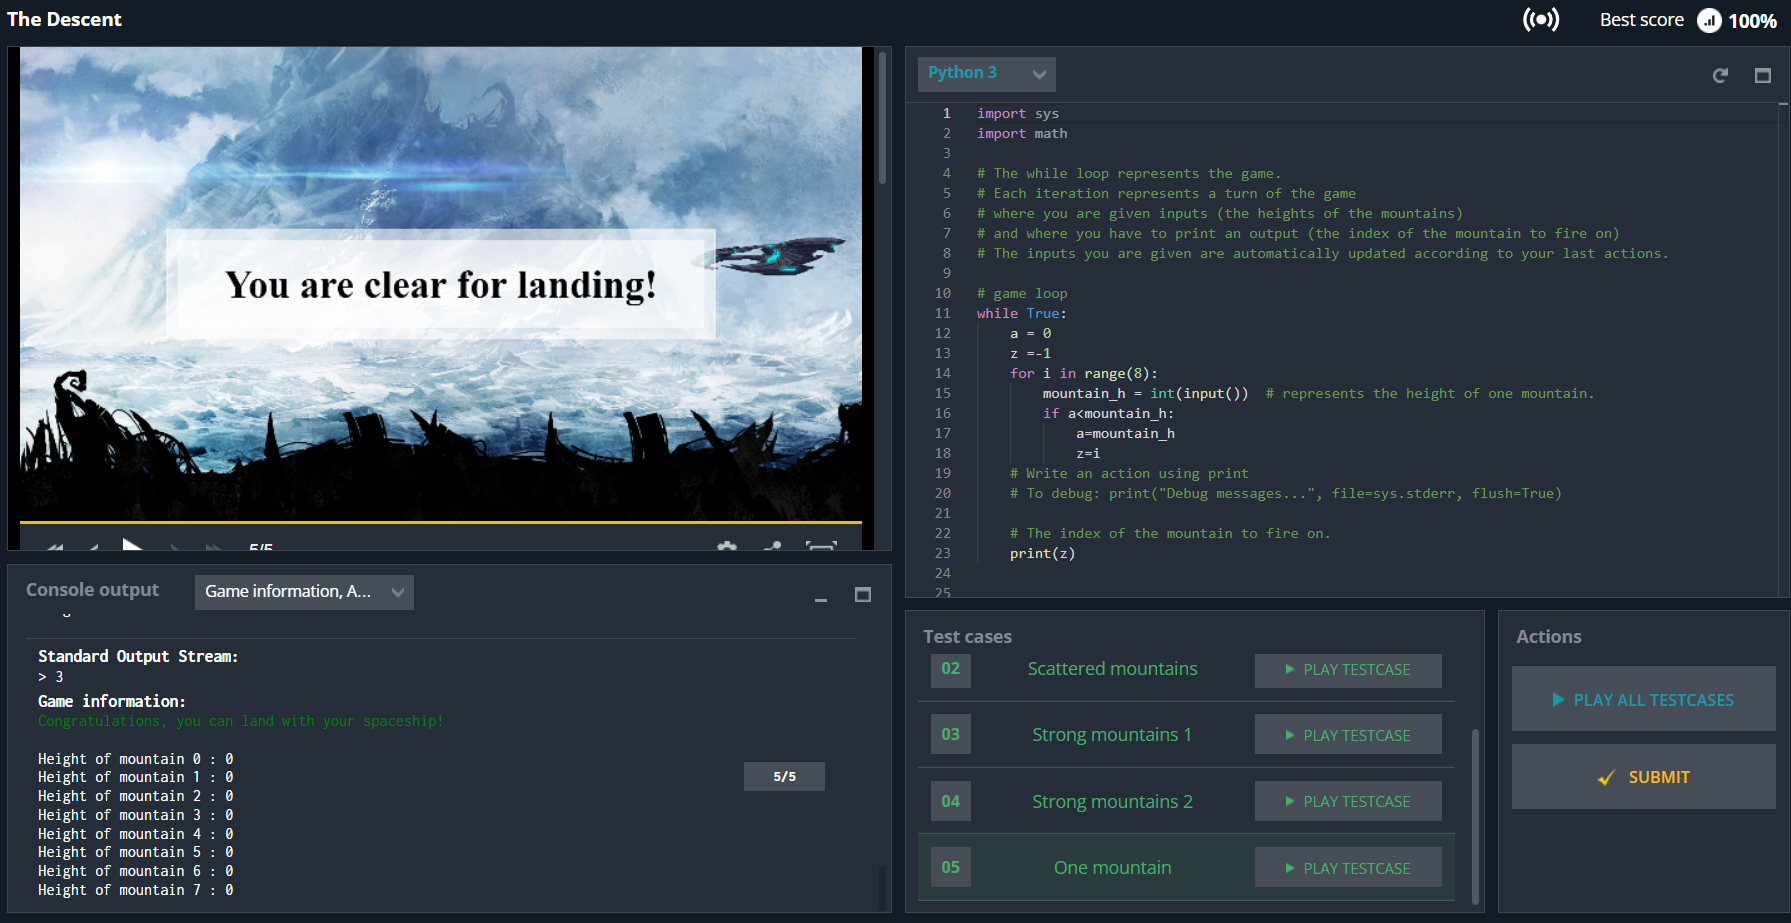 The Descent
Best score 100%
You are clear for landing!
5/5
Console output
Game information, A...
Standard Output Stream:
> 3
Game information:
Congratulations, you can land with your spaceship!
Height of mountain 0 : 0
Height of mountain 1 : 0
Height of mountain 2 : 0
Height of mountain 3 : 0
Height of mountain 4 : 0
Height of mountain 5 : 0
Height of mountain 6 : 0
Height of mountain 7 : 0
5/5
Python 3
1 import sys
2 import math
3
4 # The while loop represents the game.
5 # Each iteration represents a turn of the game
6 # where you are given inputs (the heights of the mountains)
7 # and where you have to print an output (the index of the mountain to fire on)
8 # The inputs you are given are automatically updated according to your last actions.
9
10 # game loop
11 while True:
12 a = 0
13 z =-1
14 for i in range(8):
15 mountain_h = int(input())  # represents the height of one mountain.
16 if a<mountain_h:
17 a=mountain_h
18 z=i
19 # Write an action using print
20 # To debug: print("Debug messages...", file=sys.stderr, flush=True)
21
22 # The index of the mountain to fire on.
23 print(z)
24
25
Test cases
02 Scattered mountains PLAY TESTCASE
03 Strong mountains 1 PLAY TESTCASE
04 Strong mountains 2 PLAY TESTCASE
05 One mountain PLAY TESTCASE
Actions
PLAY ALL TESTCASES
SUBMIT